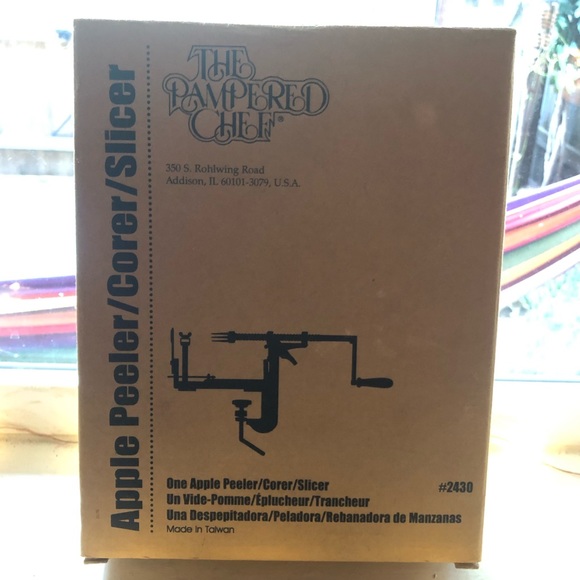 Apple Peeler/Corer/Slicer
THE
PAMPERED
CHEF®
350 S. Rohlwing Road
Addison, IL 60101-3079, U.S.A.
One Apple Peeler/Corer/Slicer #2430
Un Vide-Pomme/Éplucheur/Trancheur
Una Despepitadora/Peladora/Rebanadora de Manzanas
Made in Taiwan